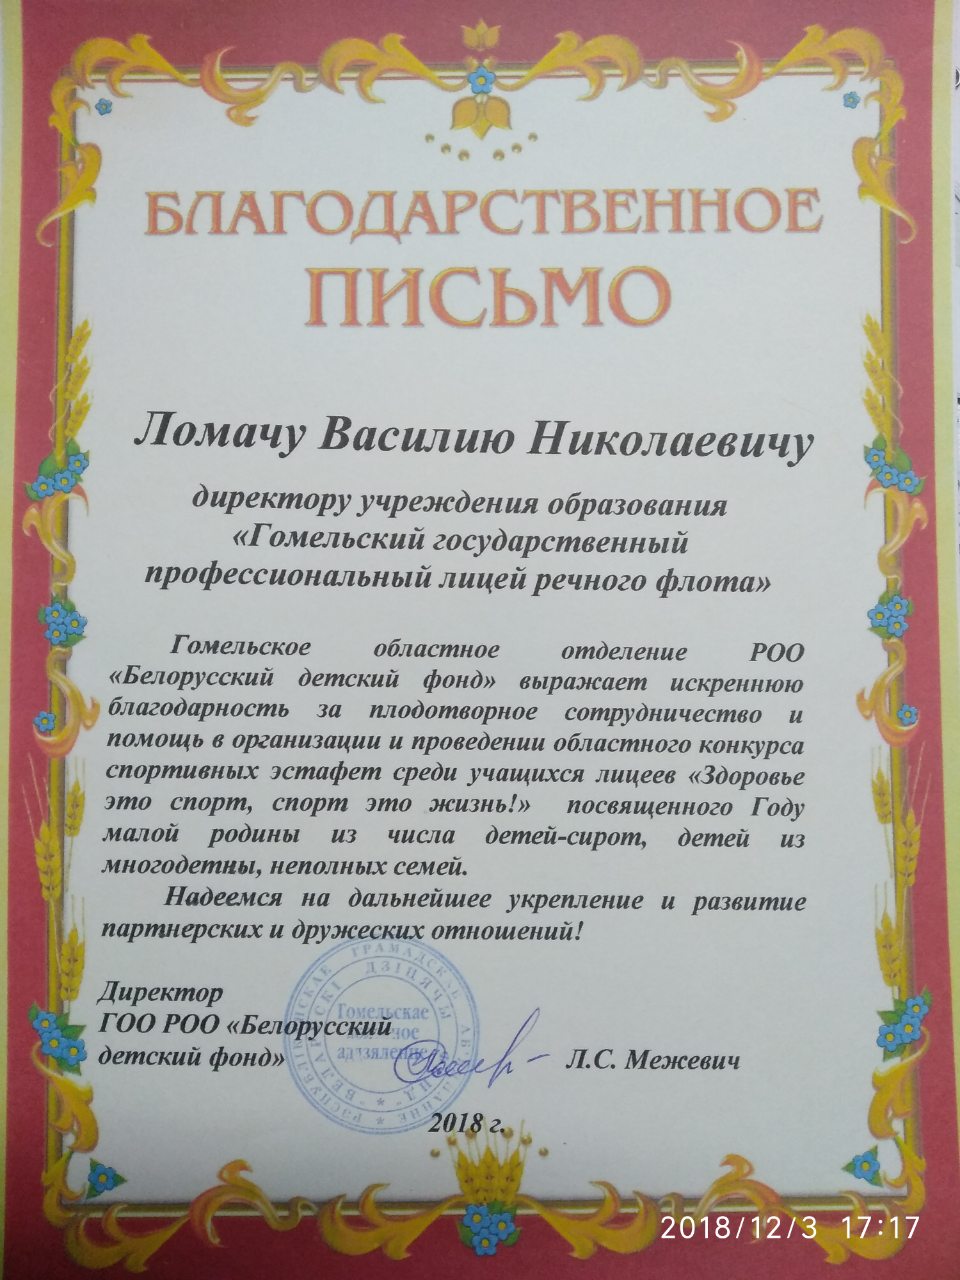 БЛАГОДАРСТВЕННОЕ
ПИСЬМО
Ломачу Василию Николаевичу
директору учреждения образования
«Гомельский государственный
профессиональный лицей речного флота»
Гомельское областное отделение РОО
«Белорусский детский фонд» выражает искреннюю
благодарность за плодотворное сотрудничество и
помощь в организации и проведении областного конкурса
спортивных эстафет среди учащихся лицеев «Здоровье
это спорт, спорт это жизнь!» посвященного Году
малой родины из числа детей-сирот, детей из
многодетны, неполных семей.
Надеемся на дальнейшее укрепление и развитие
партнерских и дружеских отношений!
Директор
ГОО РОО «Белорусский
детский фонд»
Л.С. Межевич
Гомельскае
аддзяленне
2018 г.
2018/12/3 17:17